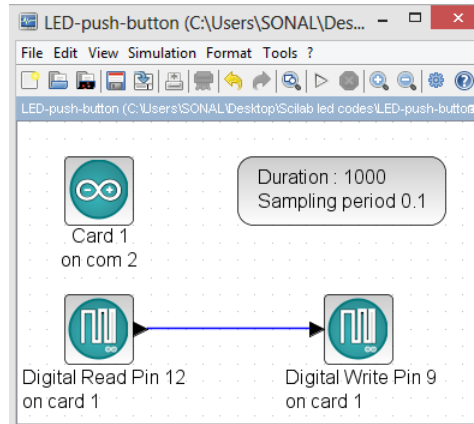 LED-push-button (C:\Users\SONAL\Des...
File Edit View Simulation Format Tools ?
LED-push-button (C:\Users\SONAL\Desktop\Scilab led codes\LED-push-button
Duration : 1000
Sampling period 0.1
Card 1
on com 2
Digital Read Pin 12
on card 1
Digital Write Pin 9
on card 1